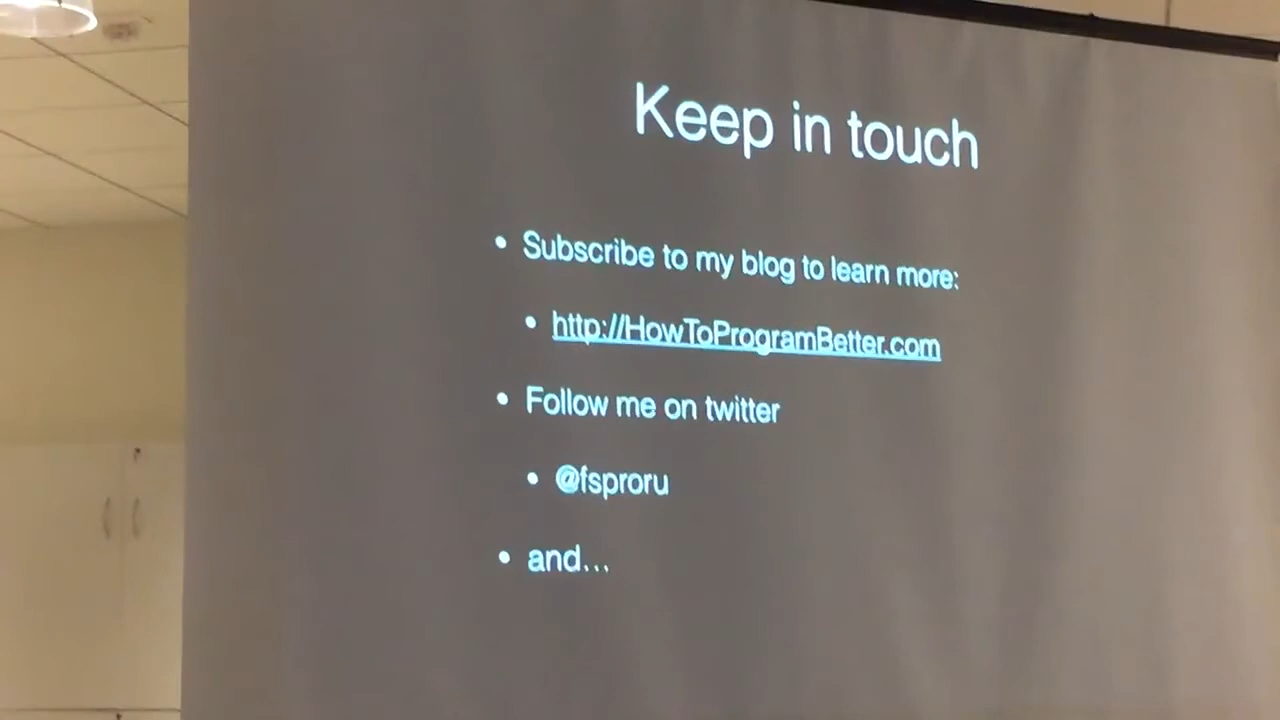 Keep in touch
• Subscribe to my blog to learn more:
• http://HowToProgramBetter.com
• Follow me on twitter
• @fsproru
• and...